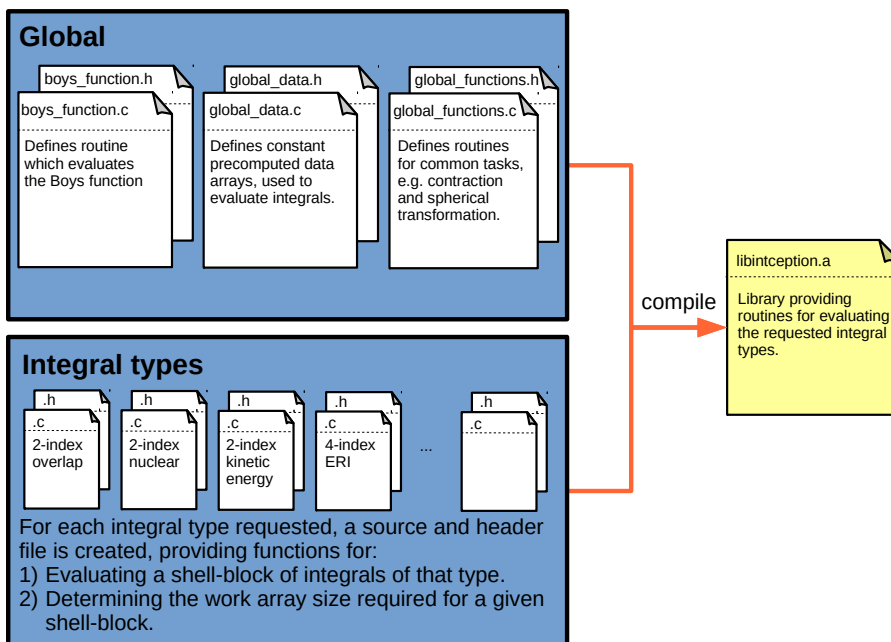 Global
boys_function.h
boys_function.c
Defines routine
which evaluates
the Boys function
global_data.h
global_data.c
Defines constant
precomputed data
arrays, used to
evaluate integrals.
global_functions.h
global_functions.c
Defines routines
for common tasks,
e.g. contraction
and spherical
transformation.
Integral types
.h
.c
2-index
overlap
.h
.c
2-index
nuclear
.h
.c
2-index
kinetic
energy
.h
.c
4-index
ERI
...
.h
.c
For each integral type requested, a source and header
file is created, providing functions for:
1) Evaluating a shell-block of integrals of that type.
2) Determining the work array size required for a given
shell-block.
compile
libintception.a
Library providing
routines for evaluating
the requested integral
types.